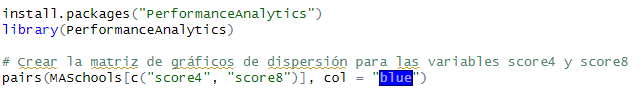 install.packages("PerformanceAnalytics")
library(PerformanceAnalytics)
# Crear la matriz de gráficos de dispersión para las variables score4 y score8
pairs(MASchools[c("score4", "score8")], col = "blue")